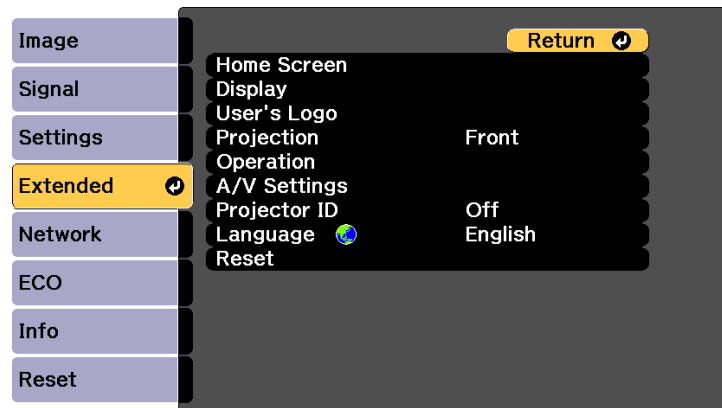 Image
Signal
Settings
Extended
Network
ECO
Info
Reset
Return
Home Screen
Display
User's Logo
Projection Front
Operation
A/V Settings
Projector ID Off
Language English
Reset